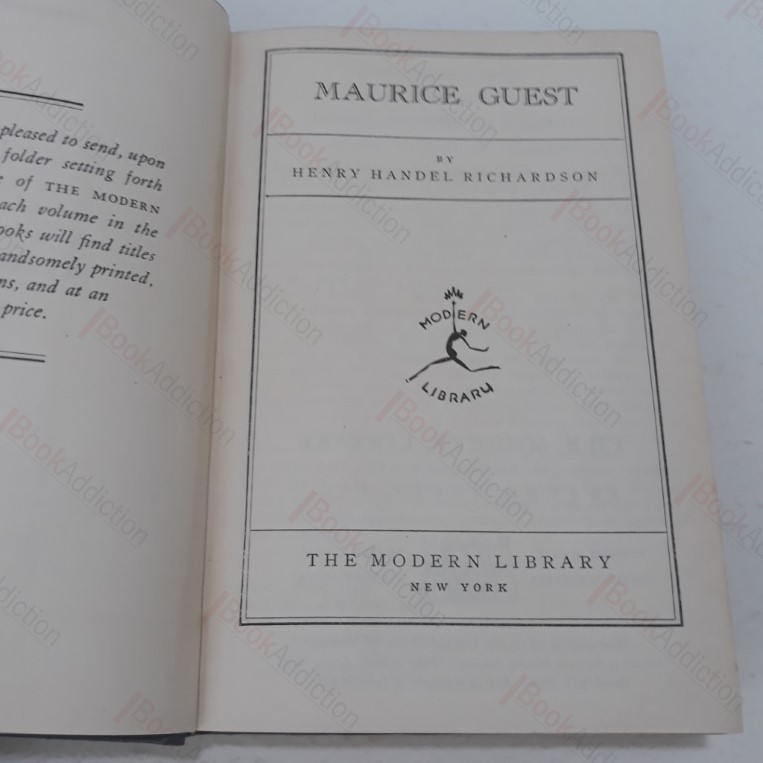 pleased to send, upon
folder setting forth
of THE MODERN
ach volume in the
ooks will find titles
andsomely printed,
ns, and at an
price.
MAURICE GUEST
BY
HENRY HANDEL RICHARDSON
MODERN
LIBRARY
THE MODERN LIBRARY
NEW YORK
BookAddiction